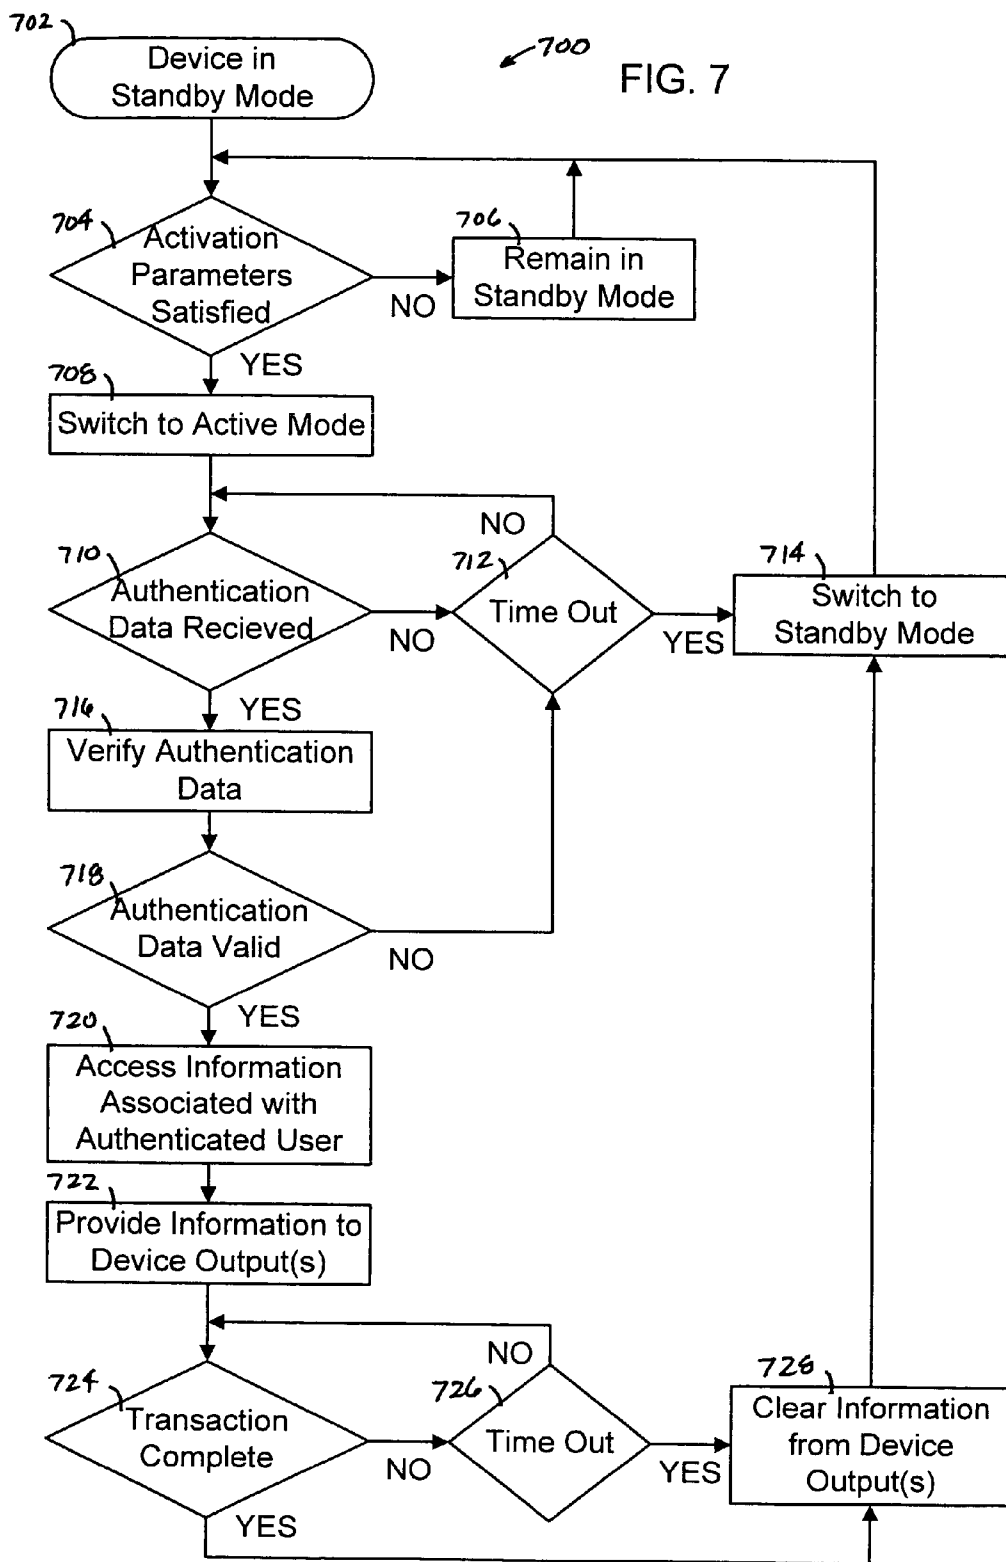 702
Device in
Standby Mode
700
FIG. 7
704
Activation
Parameters
Satisfied
NO
706
Remain in
Standby Mode
YES
708
Switch to Active Mode
710
Authentication
Data Recieved
NO
712
Time Out
NO
YES
714
Switch to
Standby Mode
YES
716
Verify Authentication
Data
718
Authentication
Data Valid
NO
YES
720
Access Information
Associated with
Authenticated User
722
Provide Information to
Device Output(s)
724
Transaction
Complete
NO
726
Time Out
NO
YES
728
Clear Information
from Device
Output(s)
YES